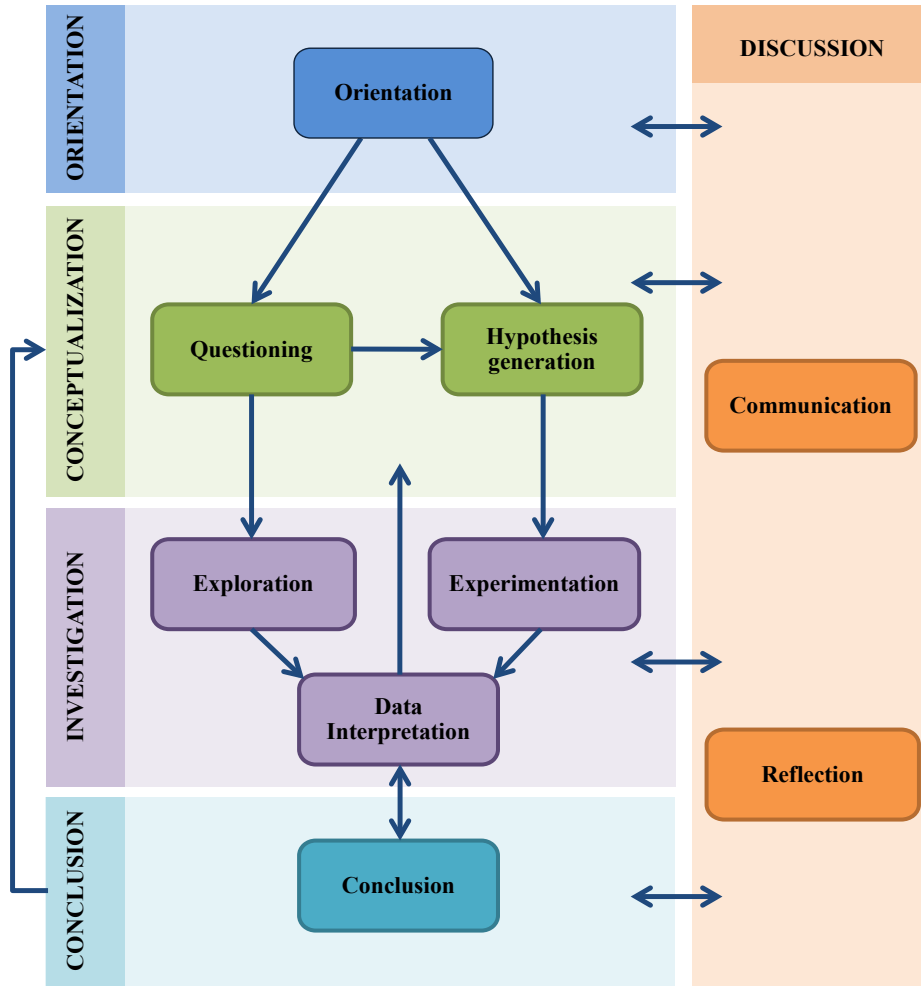 ORIENTATION
Orientation
CONCEPTUALIZATION
Questioning
Hypothesis
generation
INVESTIGATION
Exploration
Experimentation
Data
Interpretation
CONCLUSION
Conclusion
DISCUSSION
Communication
Reflection